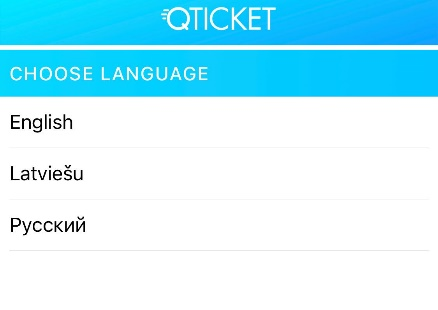 QTICKET
CHOOSE LANGUAGE
English
Latviešu
Русский